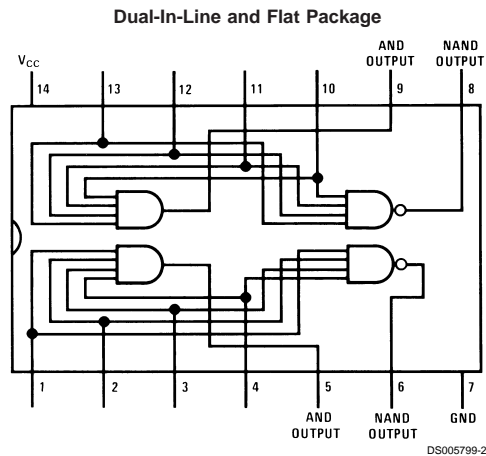 Dual-In-Line and Flat Package
AND NAND
VCC OUTPUT OUTPUT
14 13 12 11 10 9 8
1 2 3 4 5 6 7
AND NAND GND
OUTPUT OUTPUT
DS005799-2